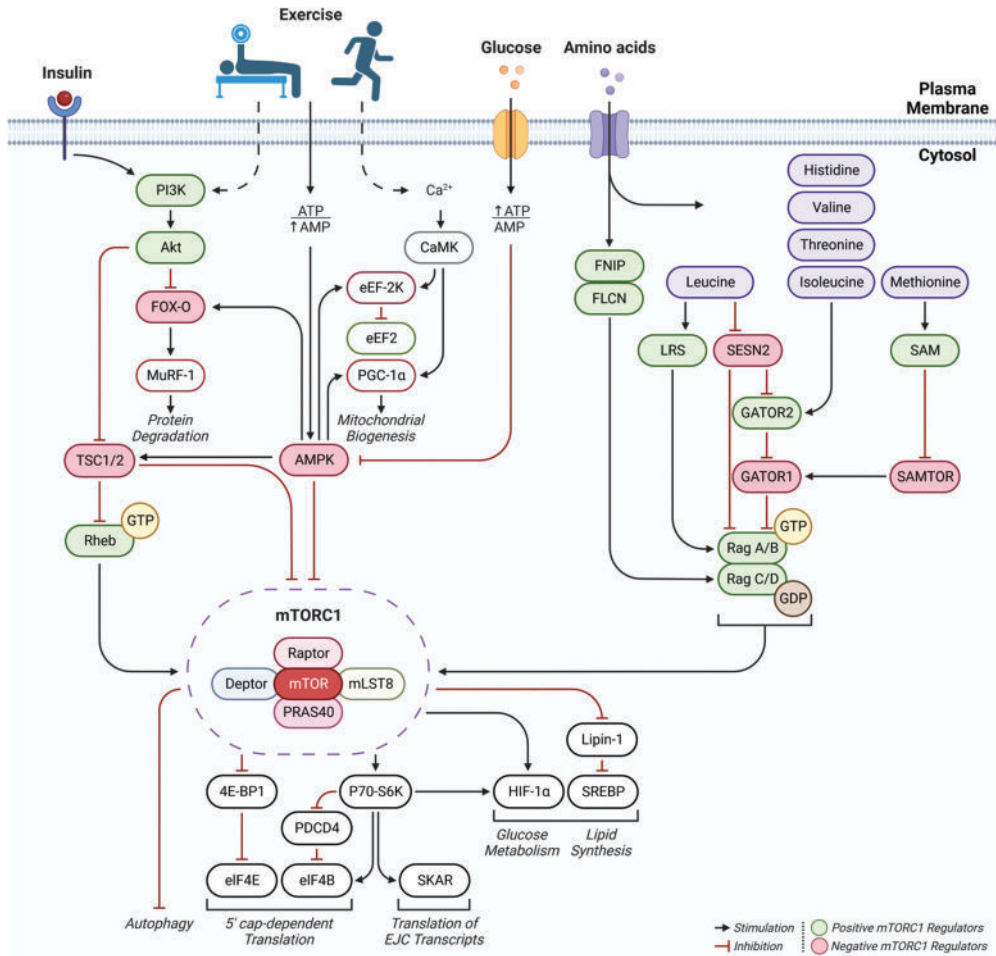 Exercise
Insulin
Glucose
Amino acids
Plasma
Membrane
Cytosol
Histidine
PI3K
ATP
↑AMP
Ca²⁺
↑ATP
AMP
Valine
Akt
CaMK
Threonine
FNIP
FLCN
Leucine
Isoleucine
Methionine
FOX-O
eEF-2K
eEF2
LRS
SESN2
SAM
MuRF-1
PGC-1α
GATOR2
Protein
Degradation
Mitochondrial
Biogenesis
TSC1/2
AMPK
GATOR1
SAMTOR
GTP
Rheb
GTP
Rag A/B
Rag C/D
GDP
mTORC1
Raptor
Deptor
mTOR
mLST8
PRAS40
Lipin-1
4E-BP1
P70-S6K
HIF-1α
SREBP
PDCD4
Glucose
Metabolism
Lipid
Synthesis
eIF4E
eIF4B
SKAR
Autophagy
5' cap-dependent
Translation
Translation of
EJC Transcripts
Stimulation
Positive mTORC1 Regulators
Inhibition
Negative mTORC1 Regulators